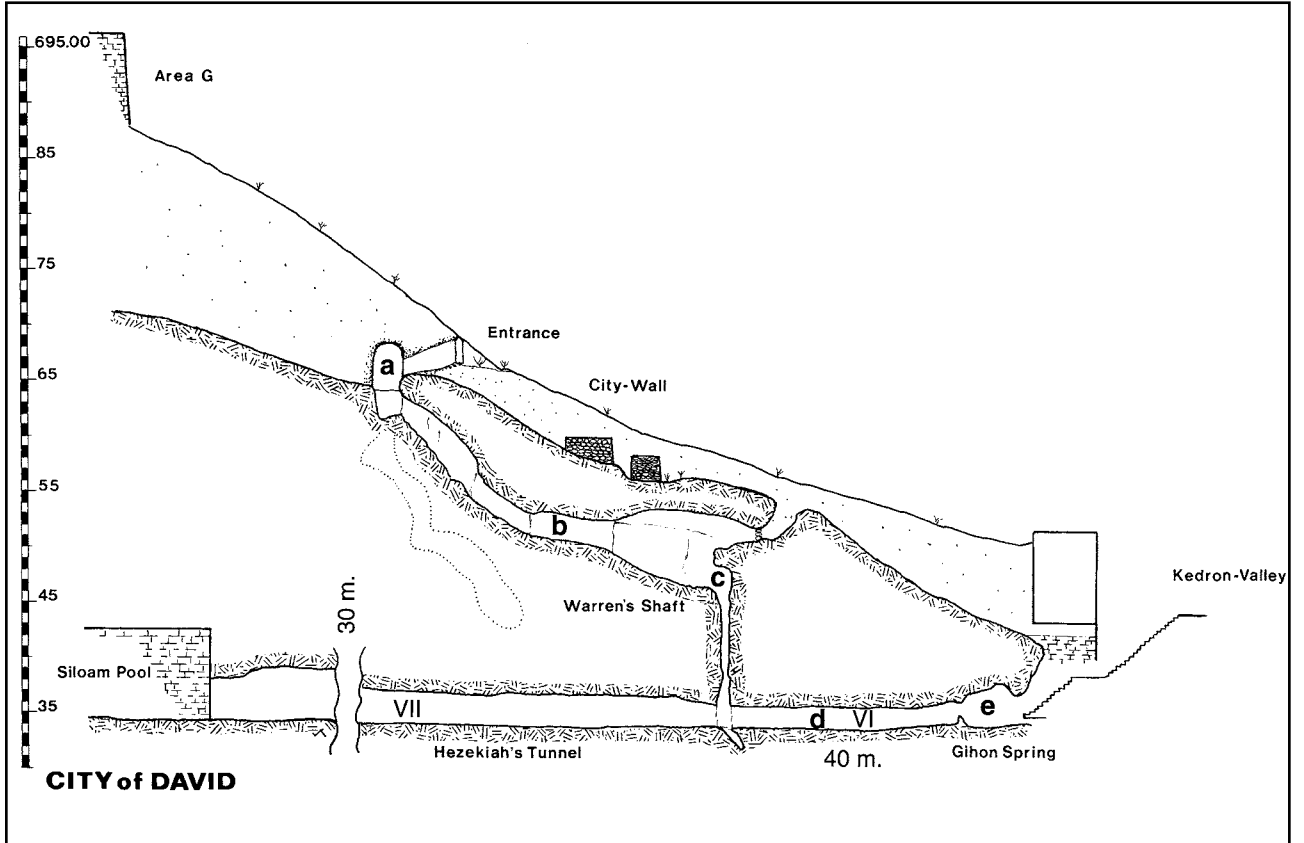 695.00
Area G
85
75
Entrance
a
65
City-Wall
55
b
c
Kedron-Valley
45
Warren's Shaft
30 m.
Siloam Pool
e
35
VII
d
VI
Hezekiah's Tunnel
40 m.
Gihon Spring
CITY of DAVID